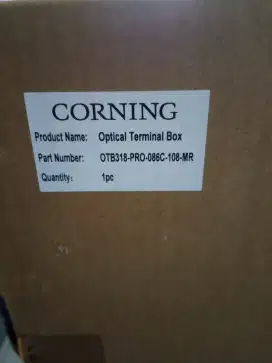 CORNING
Product Name: Optical Terminal Box
Part Number: OTB318-PRO-086C-108-MR
Quantity: 1pc